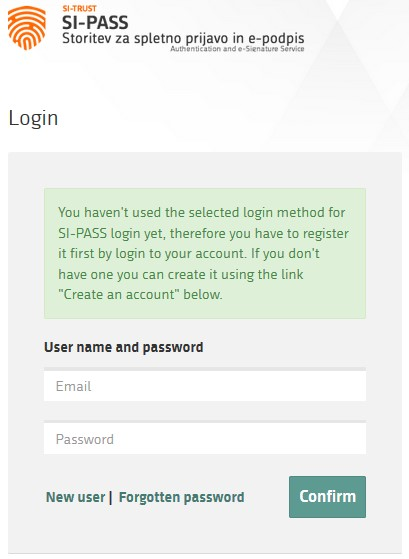 SI-TRUST
SI-PASS
Storitev za spletno prijavo in e-podpis
Authentication and e-Signature Service
Login
You haven't used the selected login method for
SI-PASS login yet, therefore you have to register
it first by login to your account. If you don't
have one you can create it using the link
"Create an account" below.
User name and password
Email
Password
New user | Forgotten password
Confirm